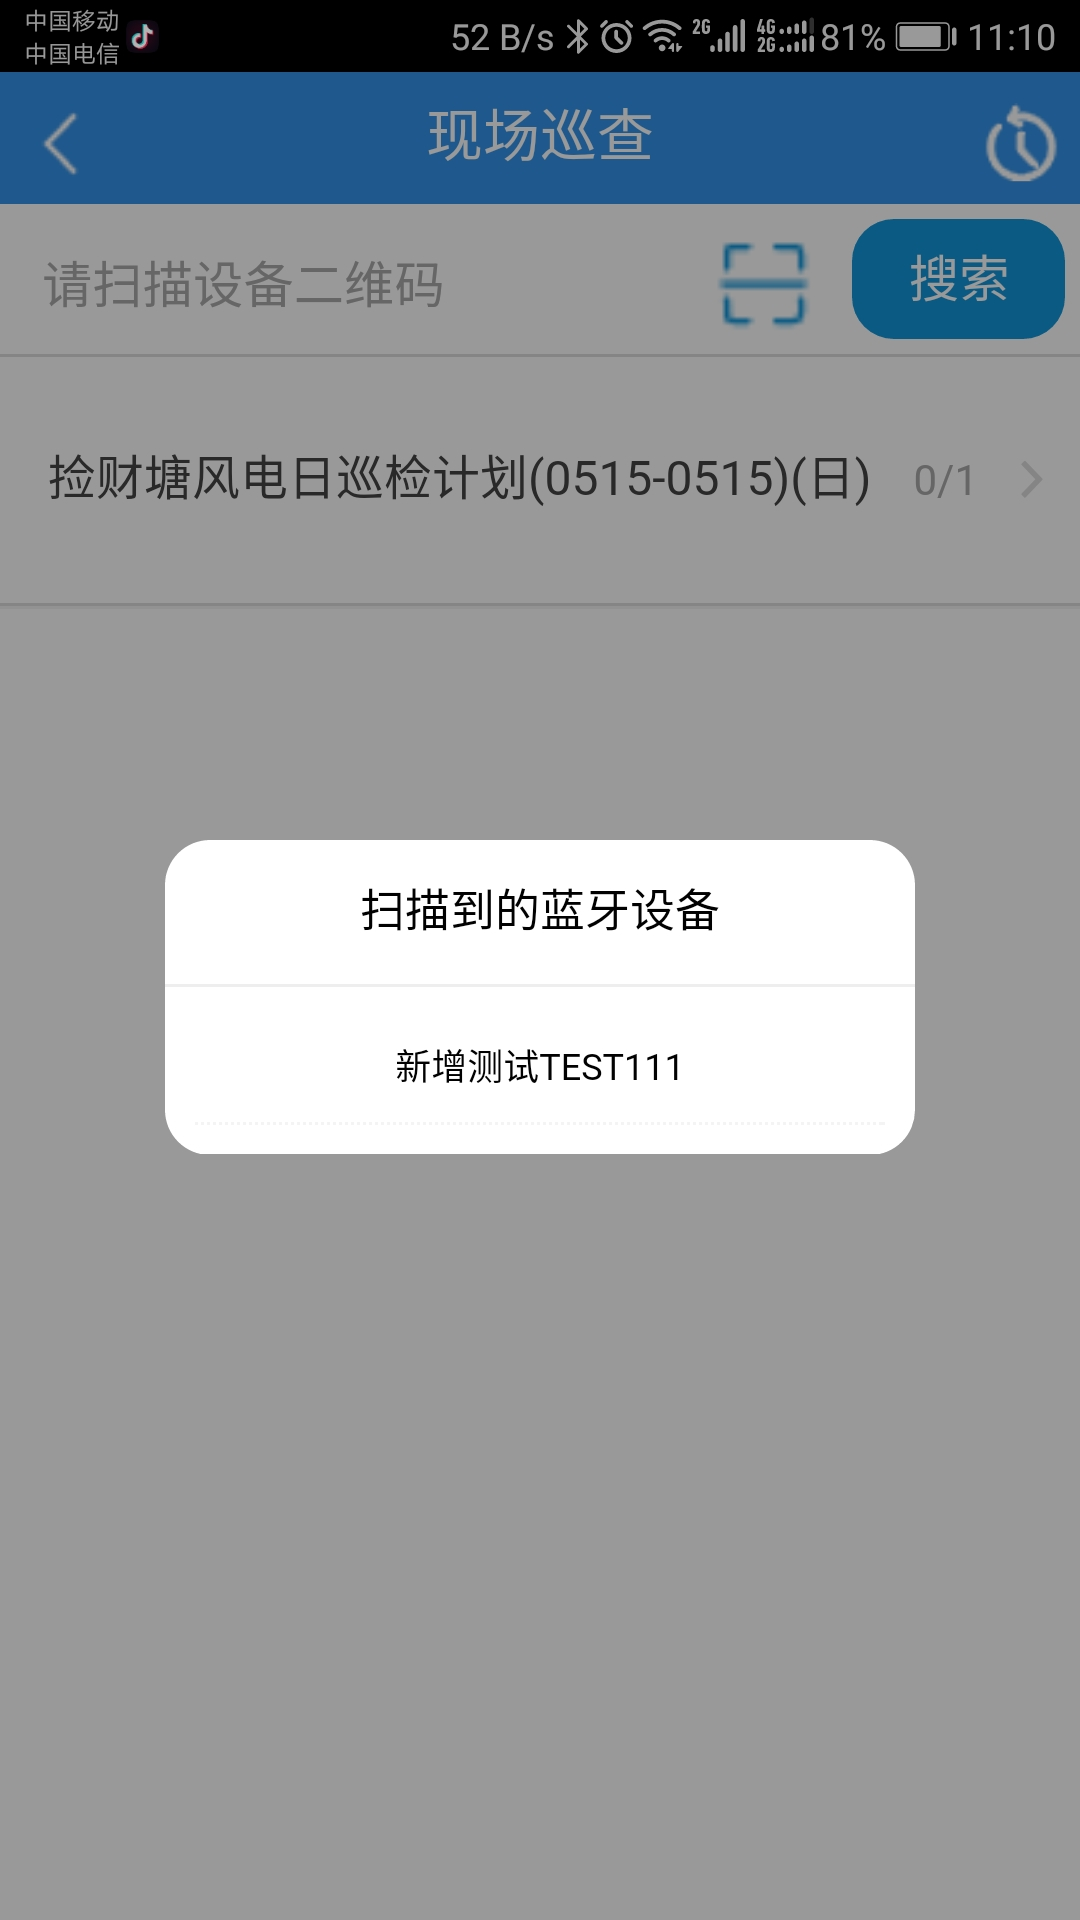 中国移动
中国电信
52 B/s 2G 4G 2G 81% 11:10
现场巡查
请扫描设备二维码
搜索
捡财塘风电日巡检计划(0515-0515)(日) 0/1
扫描到的蓝牙设备
新增测试TEST111